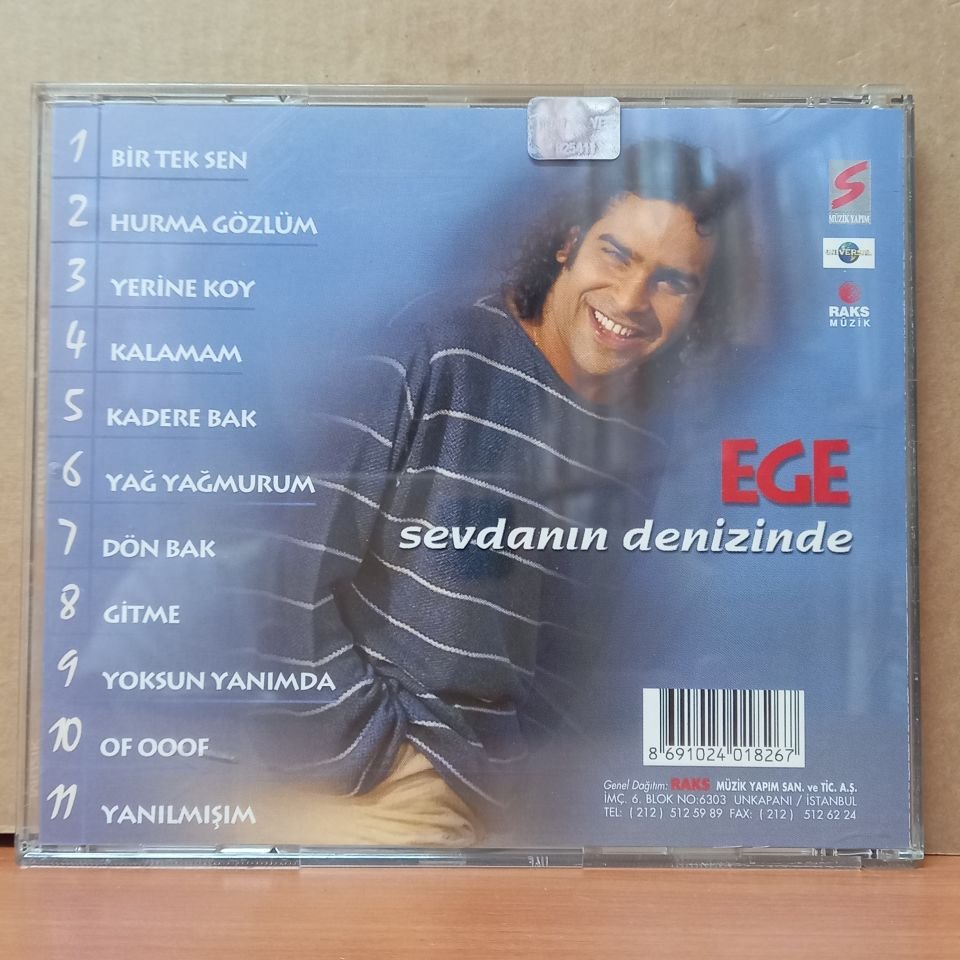 1 BİR TEK SEN
2 HURMA GÖZLÜM
3 YERİNE KOY
4 KALAMAM
5 KADERE BAK
6 YAĞ YAĞMURUM
7 DÖN BAK
8 GİTME
9 YOKSUN YANIMDA
10 OF OOOF
11 YANILMIŞIM
S
MÜZİK YAPIM
UNIVERSAL
RAKS
MÜZİK
EGE
sevdanın denizinde
8 691024 018267
Genel Dağıtım: RAKS MÜZİK YAPIM SAN. ve TİC. A.Ş.
İMÇ. 6. BLOK NO:6303 UNKAPANI / İSTANBUL
TEL: ( 212 ) 512 59 89 FAX: ( 212 ) 512 62 24